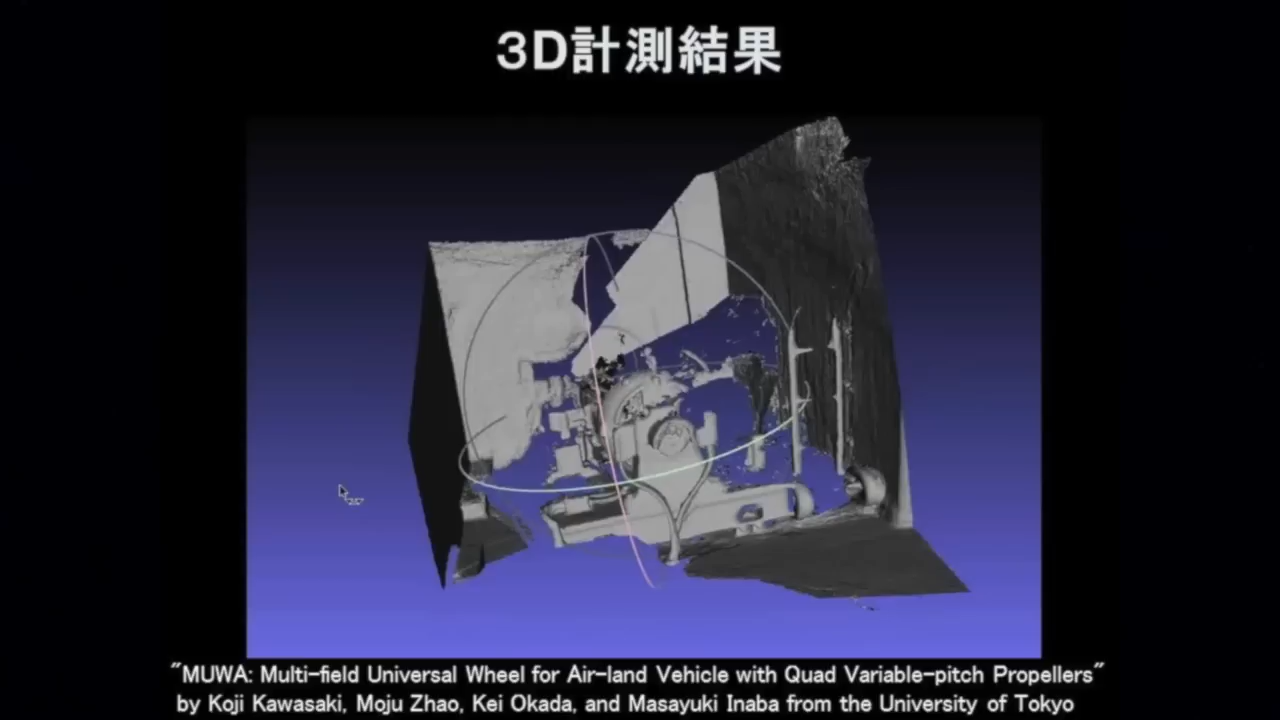 3D計測結果
"MUWA: Multi-field Universal Wheel for Air-land Vehicle with Quad Variable-pitch Propellers"
by Koji Kawasaki, Moju Zhao, Kei Okada, and Masayuki Inaba from the University of Tokyo